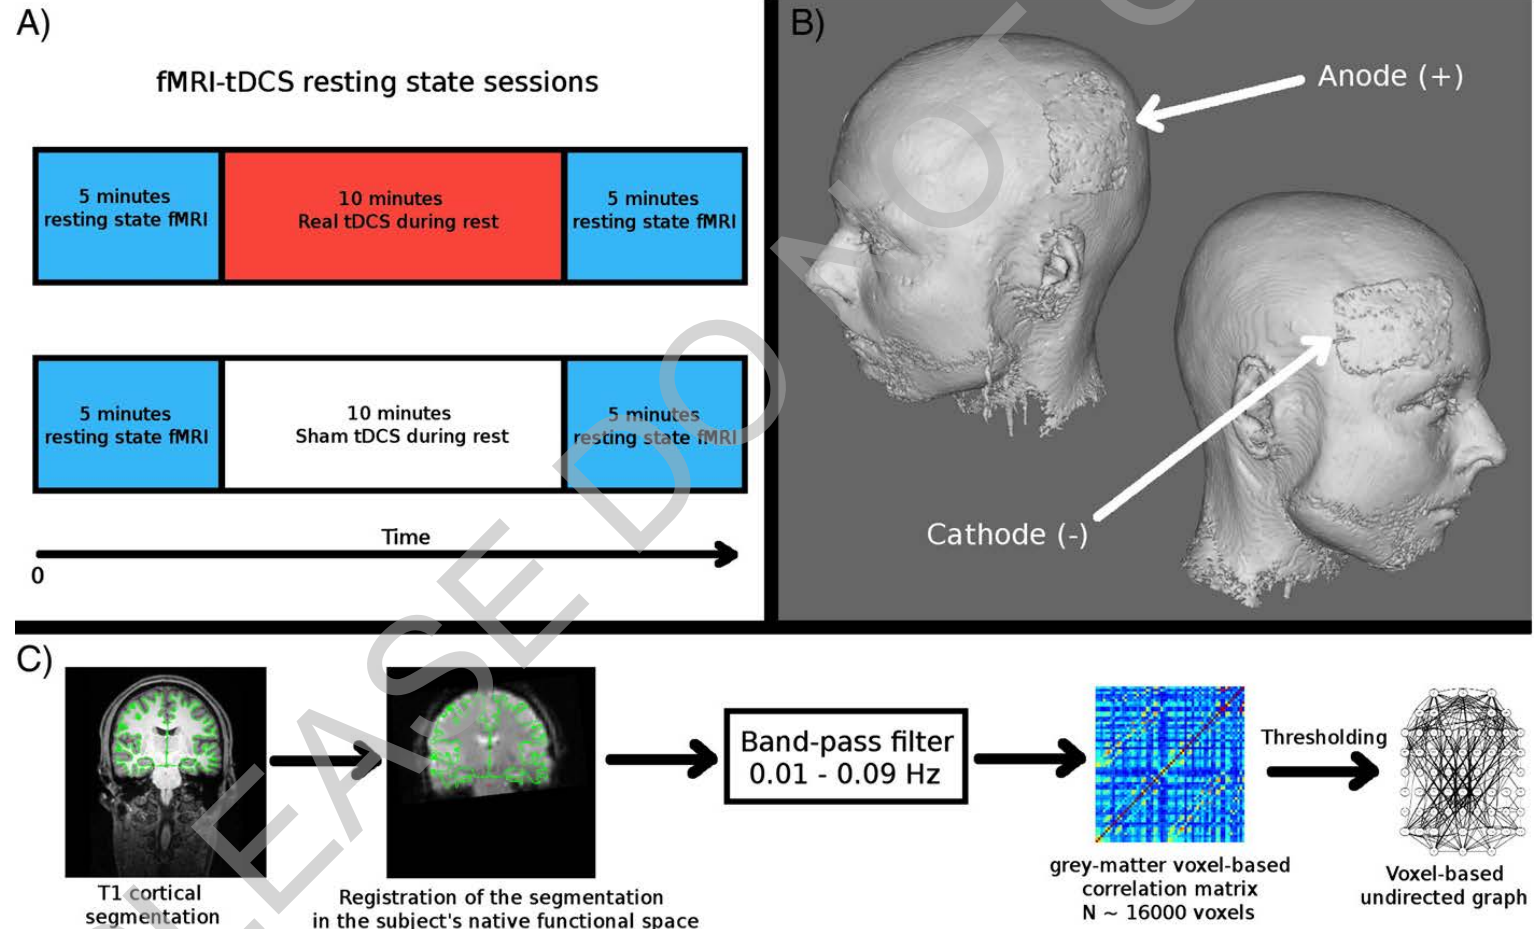 A)
fMRI-tDCS resting state sessions
5 minutes
resting state fMRI
10 minutes
Real tDCS during rest
5 minutes
resting state fMRI
5 minutes
resting state fMRI
10 minutes
Sham tDCS during rest
5 minutes
resting state fMRI
Time
0
B)
Anode (+)
Cathode (-)
C)
T1 cortical
segmentation
Registration of the segmentation
in the subject's native functional space
Band-pass filter
0.01 - 0.09 Hz
grey-matter voxel-based
correlation matrix
N ~ 16000 voxels
Thresholding
Voxel-based
undirected graph
LEASE DO NOT